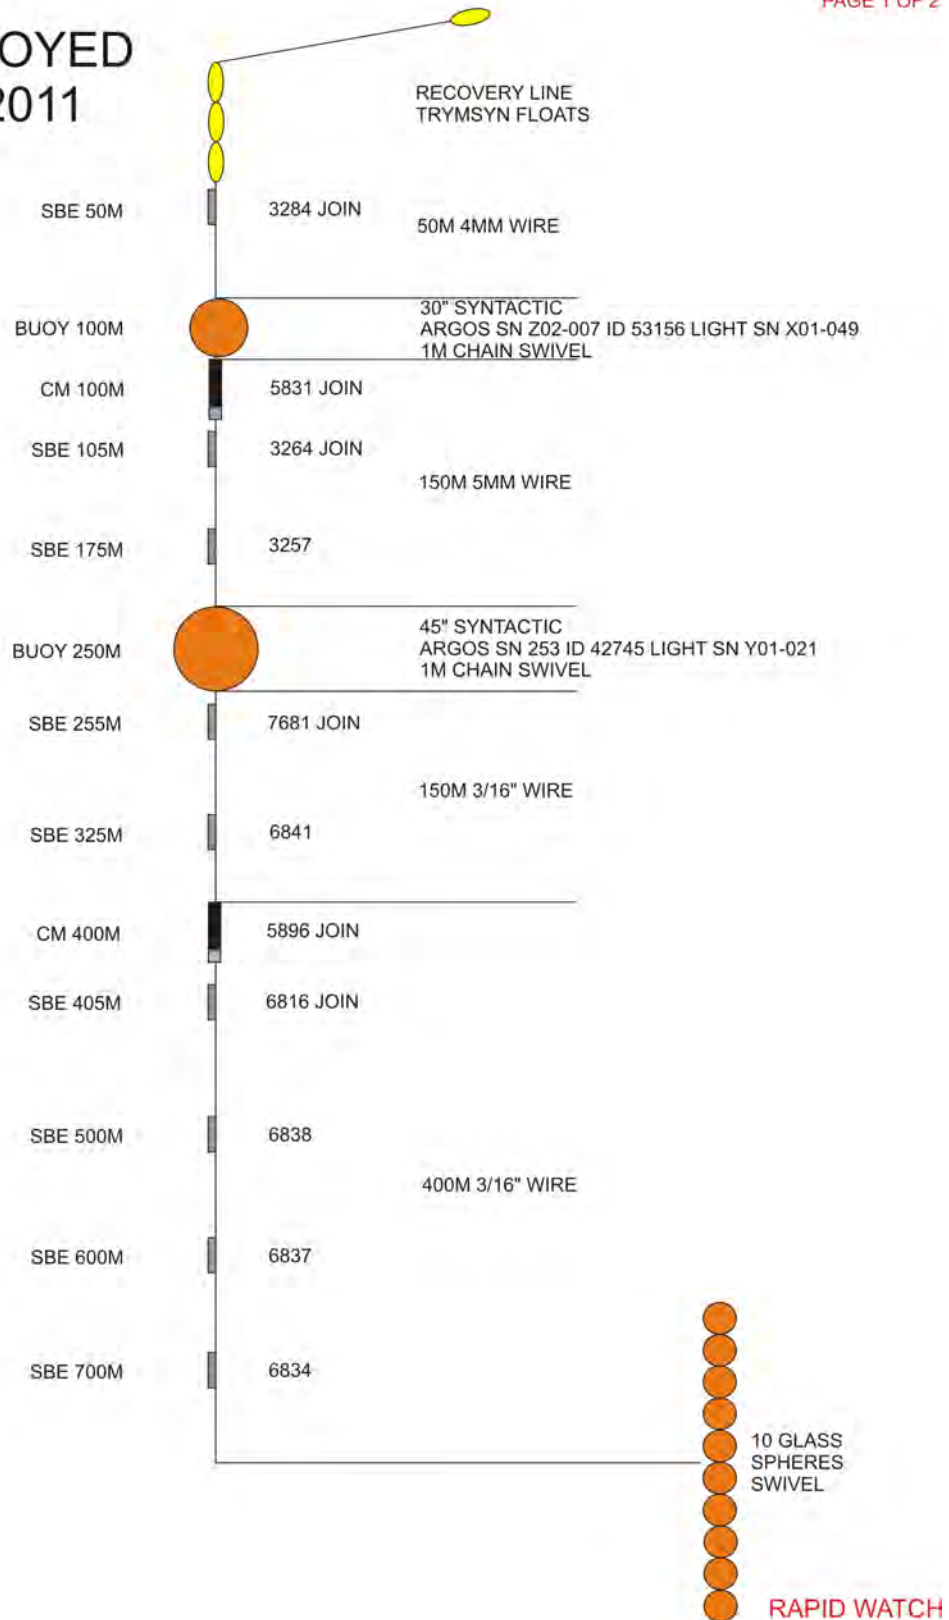 PAGE 1 OF 2
OYED
2011
RECOVERY LINE
TRYMSYN FLOATS
SBE 50M
3284 JOIN
50M 4MM WIRE
BUOY 100M
30" SYNTACTIC
ARGOS SN Z02-007 ID 53156 LIGHT SN X01-049
1M CHAIN SWIVEL
CM 100M
5831 JOIN
SBE 105M
3264 JOIN
150M 5MM WIRE
SBE 175M
3257
BUOY 250M
45" SYNTACTIC
ARGOS SN 253 ID 42745 LIGHT SN Y01-021
1M CHAIN SWIVEL
SBE 255M
7681 JOIN
150M 3/16" WIRE
SBE 325M
6841
CM 400M
5896 JOIN
SBE 405M
6816 JOIN
SBE 500M
6838
400M 3/16" WIRE
SBE 600M
6837
SBE 700M
6834
10 GLASS
SPHERES
SWIVEL
RAPID WATCH